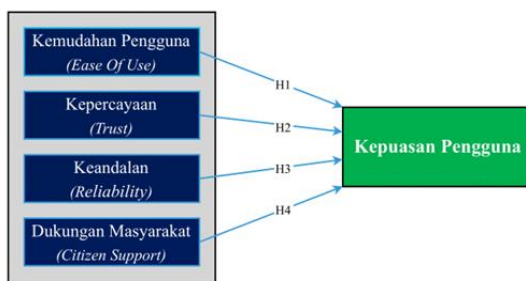 Kemudahan Pengguna
(Ease Of Use)
H1
Kepercayaan
(Trust)
H2
Kepuasan Pengguna
Keandalan
(Reliability)
H3
Dukungan Masyarakat
(Citizen Support)
H4